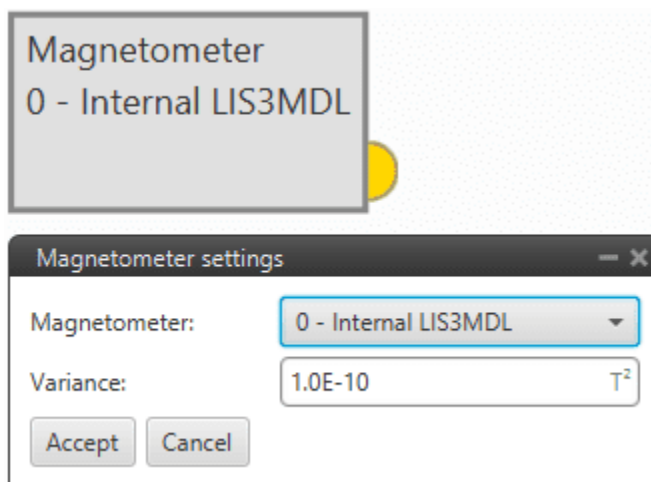 Magnetometer
0 - Internal LIS3MDL
Magnetometer settings
Magnetometer: 0 - Internal LIS3MDL
Variance: 1.0E-10 T²
Accept Cancel